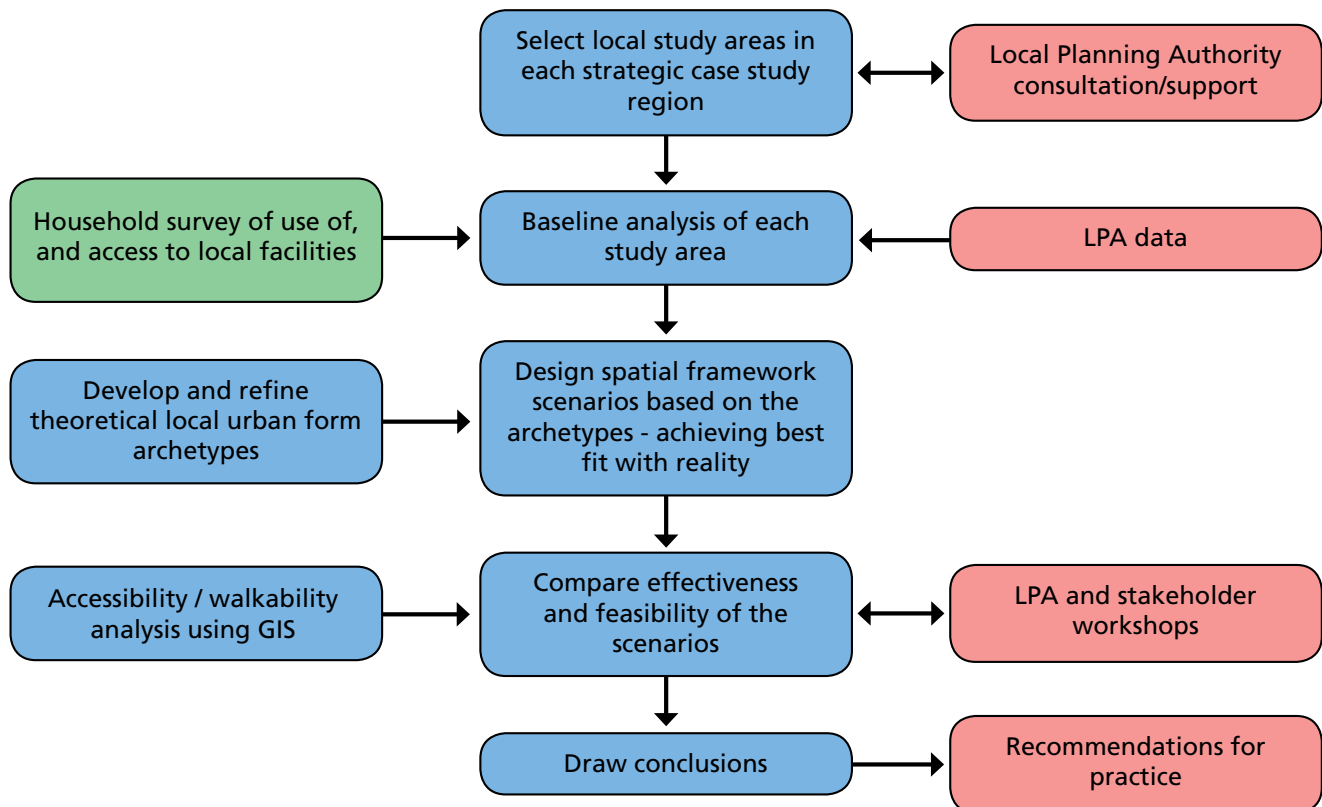 Select local study areas in
each strategic case study
region
Local Planning Authority
consultation/support
Household survey of use of,
and access to local facilities
Baseline analysis of each
study area
LPA data
Develop and refine
theoretical local urban form
archetypes
Design spatial framework
scenarios based on the
archetypes - achieving best
fit with reality
Accessibility / walkability
analysis using GIS
Compare effectiveness
and feasibility of the
scenarios
LPA and stakeholder
workshops
Draw conclusions
Recommendations for
practice